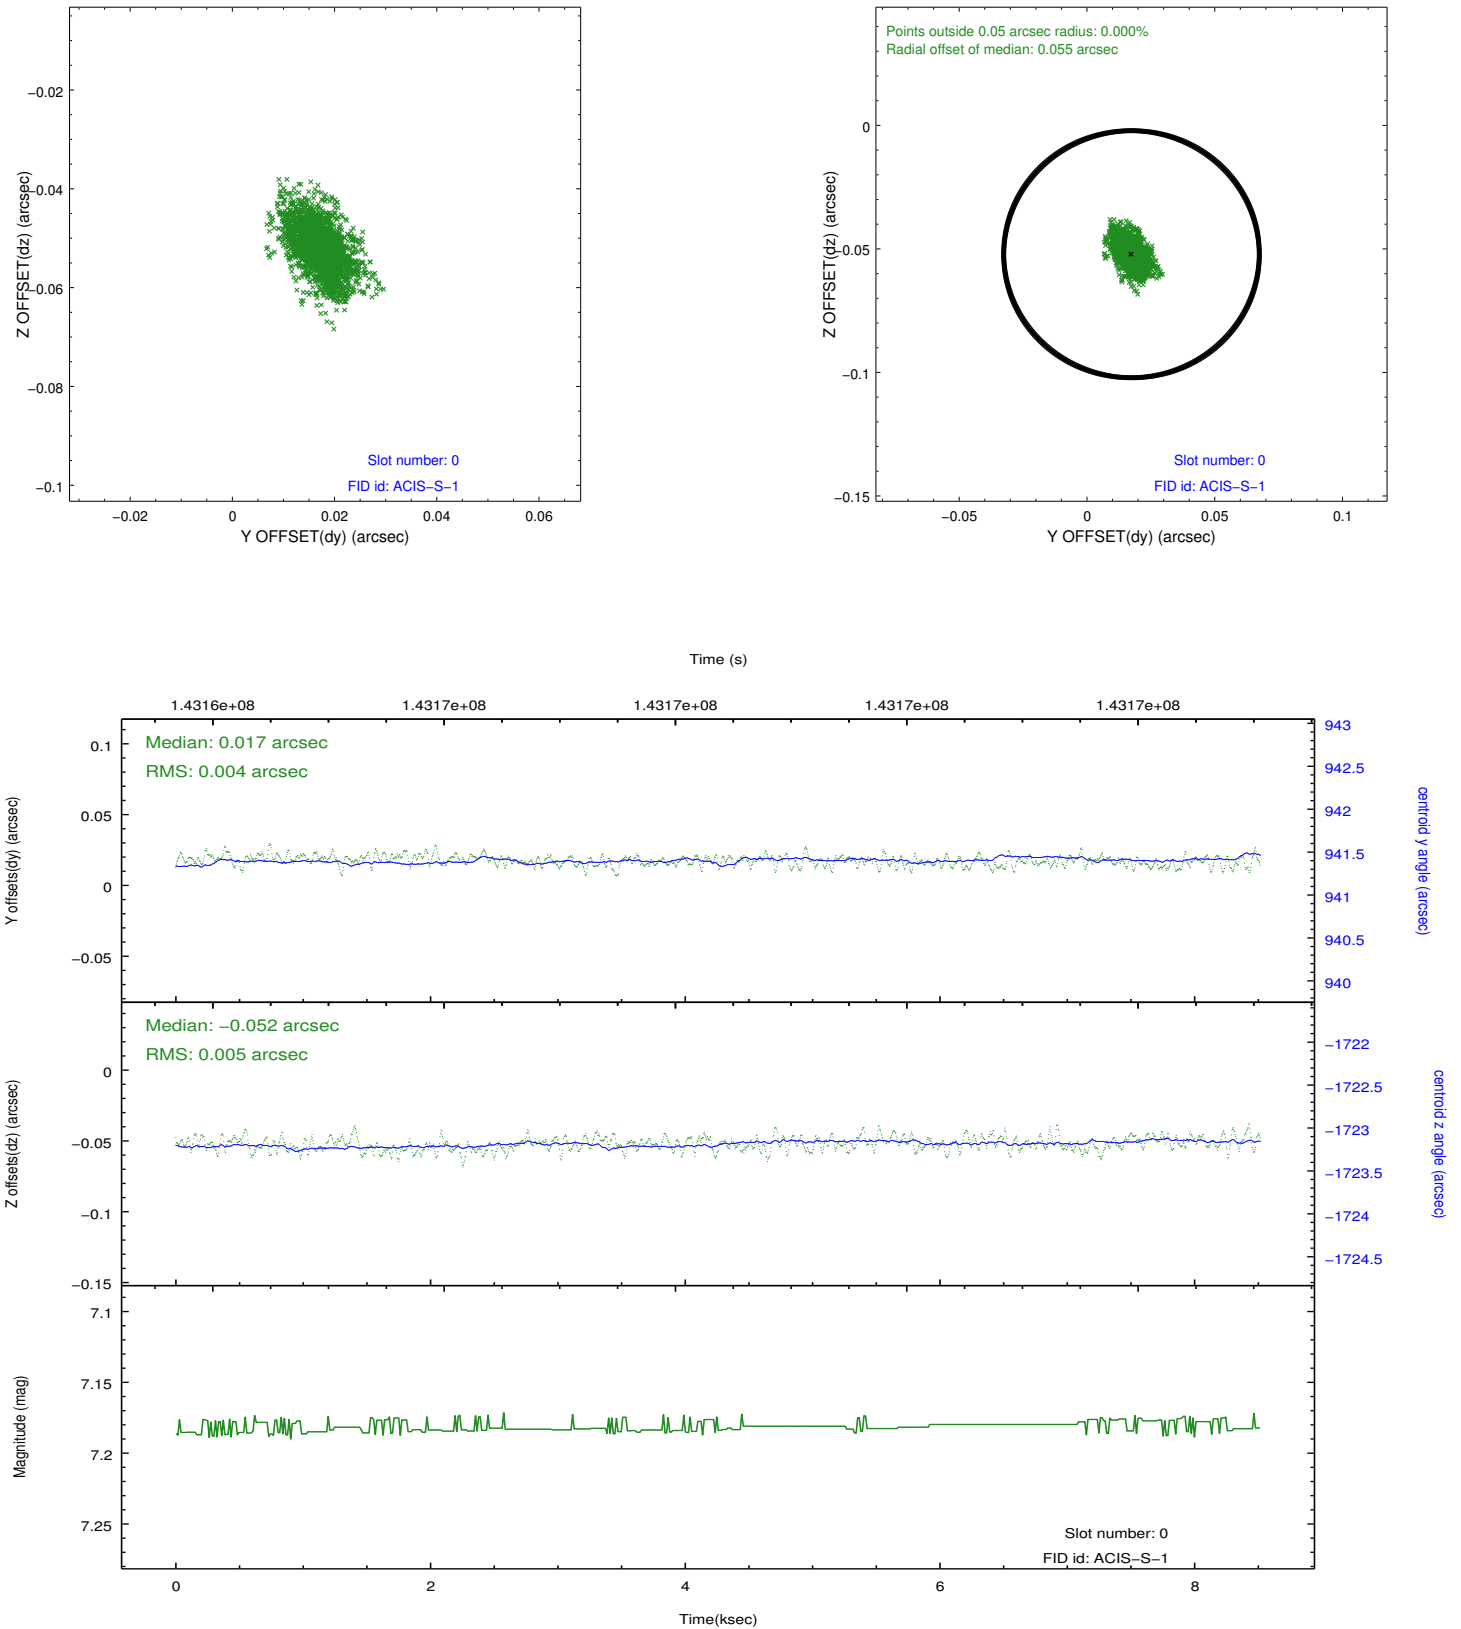 −0.02
−0.04
−0.06
−0.08
−0.1
Z OFFSET(dz) (arcsec)
Slot number: 0
FID id: ACIS−S−1
−0.02 0 0.02 0.04 0.06
Y OFFSET(dy) (arcsec)
Points outside 0.05 arcsec radius: 0.000%
Radial offset of median: 0.055 arcsec
0
−0.05
−0.1
−0.15
Z OFFSET(dz) (arcsec)
Slot number: 0
FID id: ACIS−S−1
−0.05 0 0.05 0.1
Y OFFSET(dy) (arcsec)
Time (s)
1.4316e+08 1.4317e+08 1.4317e+08 1.4317e+08 1.4317e+08
Median: 0.017 arcsec
RMS: 0.004 arcsec
0.1
0.05
0
−0.05
Y offsets(dy) (arcsec)
943
942.5
942
941.5
941
940.5
940
centroid y angle (arcsec)
Median: −0.052 arcsec
RMS: 0.005 arcsec
0
−0.05
−0.1
−0.15
Z offsets(dz) (arcsec)
−1722
−1722.5
−1723
−1723.5
−1724
−1724.5
centroid z angle (arcsec)
7.1
7.15
7.2
7.25
Magnitude (mag)
Slot number: 0
FID id: ACIS−S−1
0 2 4 6 8
Time(ksec)